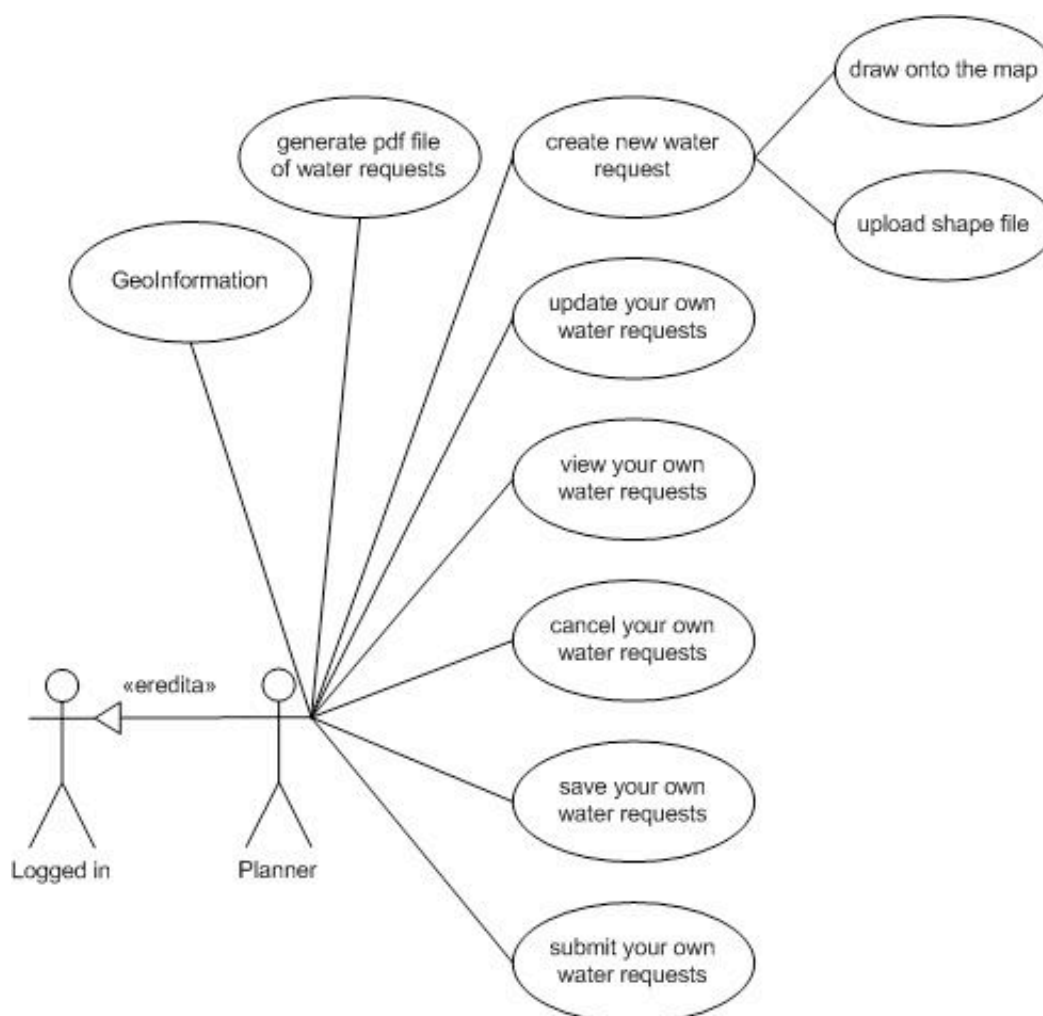 draw onto the map
generate pdf file
of water requests
create new water
request
upload shape file
GeoInformation
update your own
water requests
view your own
water requests
cancel your own
water requests
«eredita»
save your own
water requests
Logged in
Planner
submit your own
water requests